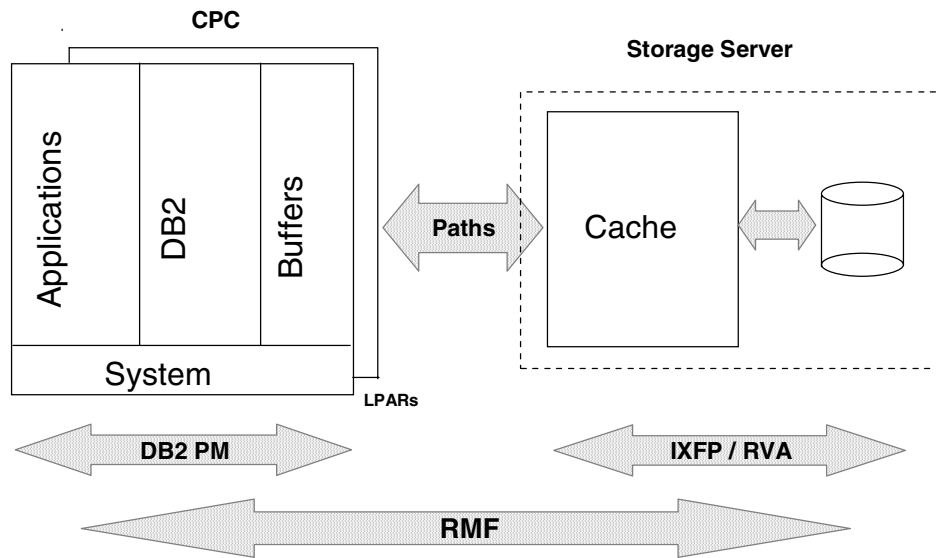 CPC
Storage Server
Applications
DB2
Buffers
Paths
Cache
System
LPARs
DB2 PM
IXFP / RVA
RMF